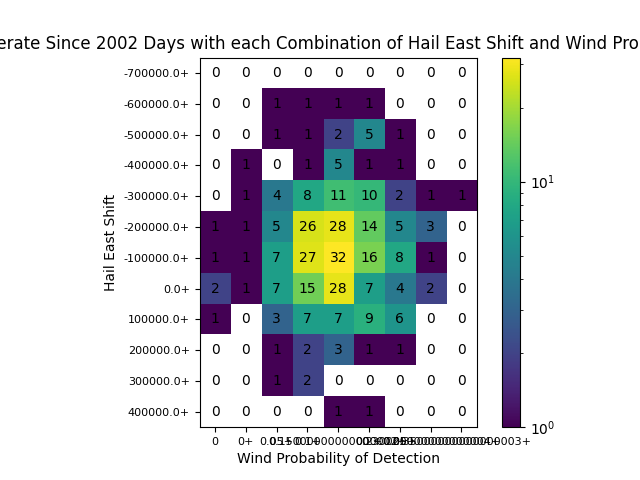 erate Since 2002 Days with each Combination of Hail East Shift and Wind Pro
-700000.0+ 0 0 0 0 0 0 0 0 0
-600000.0+ 0 0 1 1 1 1 0 0 0
-500000.0+ 0 0 1 1 2 5 1 0 0
-400000.0+ 0 1 0 1 5 1 1 0 0
-300000.0+ 0 1 4 8 11 10 2 1 1
-200000.0+ 1 1 5 26 28 14 5 3 0
-100000.0+ 1 1 7 27 32 16 8 1 0
0.0+ 2 1 7 15 28 7 4 2 0
100000.0+ 1 0 3 7 7 9 6 0 0
200000.0+ 0 0 1 2 3 1 1 0 0
300000.0+ 0 0 1 2 0 0 0 0 0
400000.0+ 0 0 0 0 1 1 0 0 0
0 0+
Wind Probability of Detection
Hail East Shift
10^1
10^0